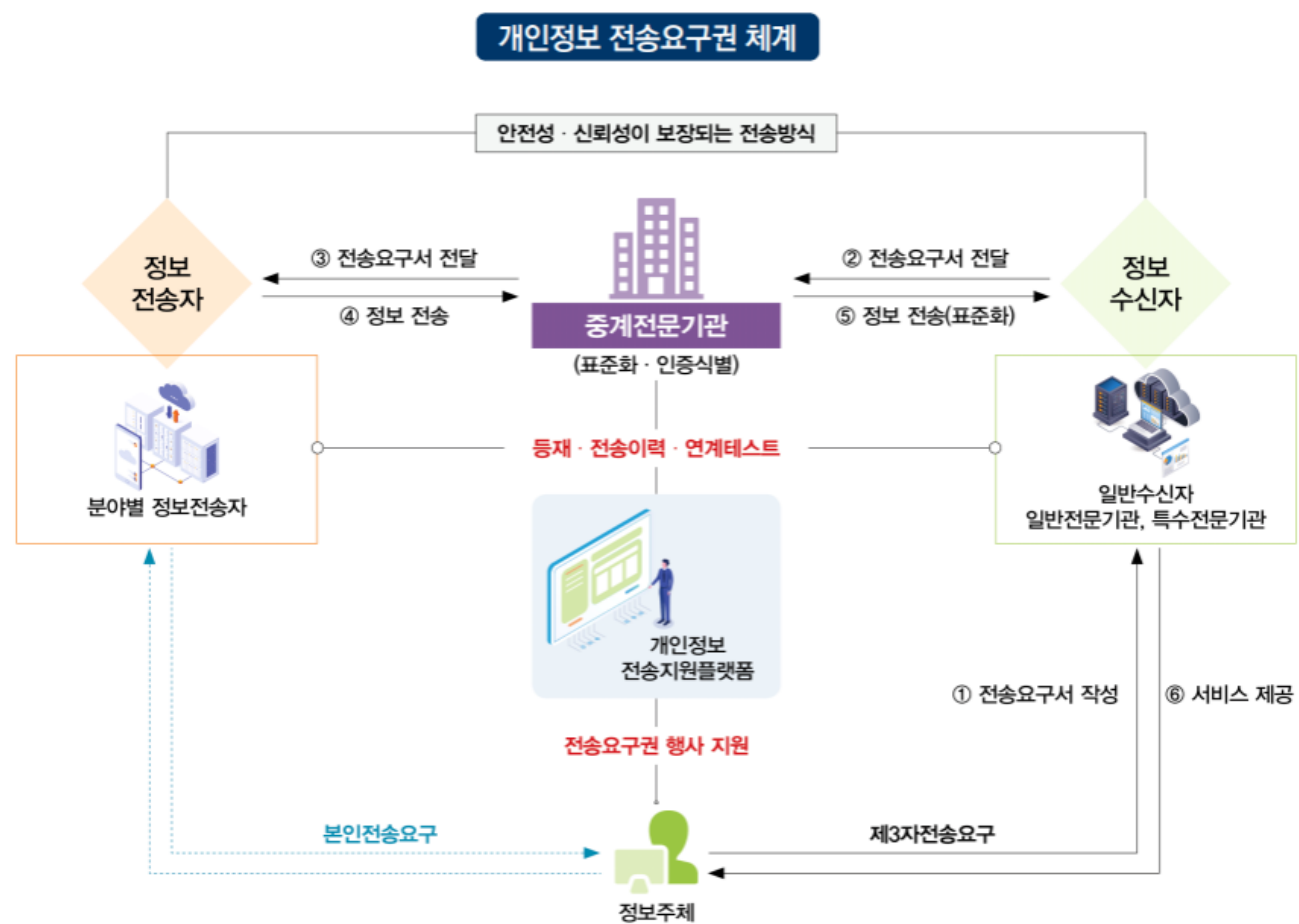 개인정보 전송요구권 체계
안전성 · 신뢰성이 보장되는 전송방식
정보
전송자
③ 전송요구서 전달
④ 정보 전송
중계전문기관
(표준화 · 인증식별)
② 전송요구서 전달
⑤ 정보 전송(표준화)
정보
수신자
분야별 정보전송자
등재 · 전송이력 · 연계테스트
일반수신자
일반전문기관, 특수전문기관
개인정보
전송지원플랫폼
① 전송요구서 작성
⑥ 서비스 제공
전송요구권 행사 지원
본인전송요구
제3자전송요구
정보주체